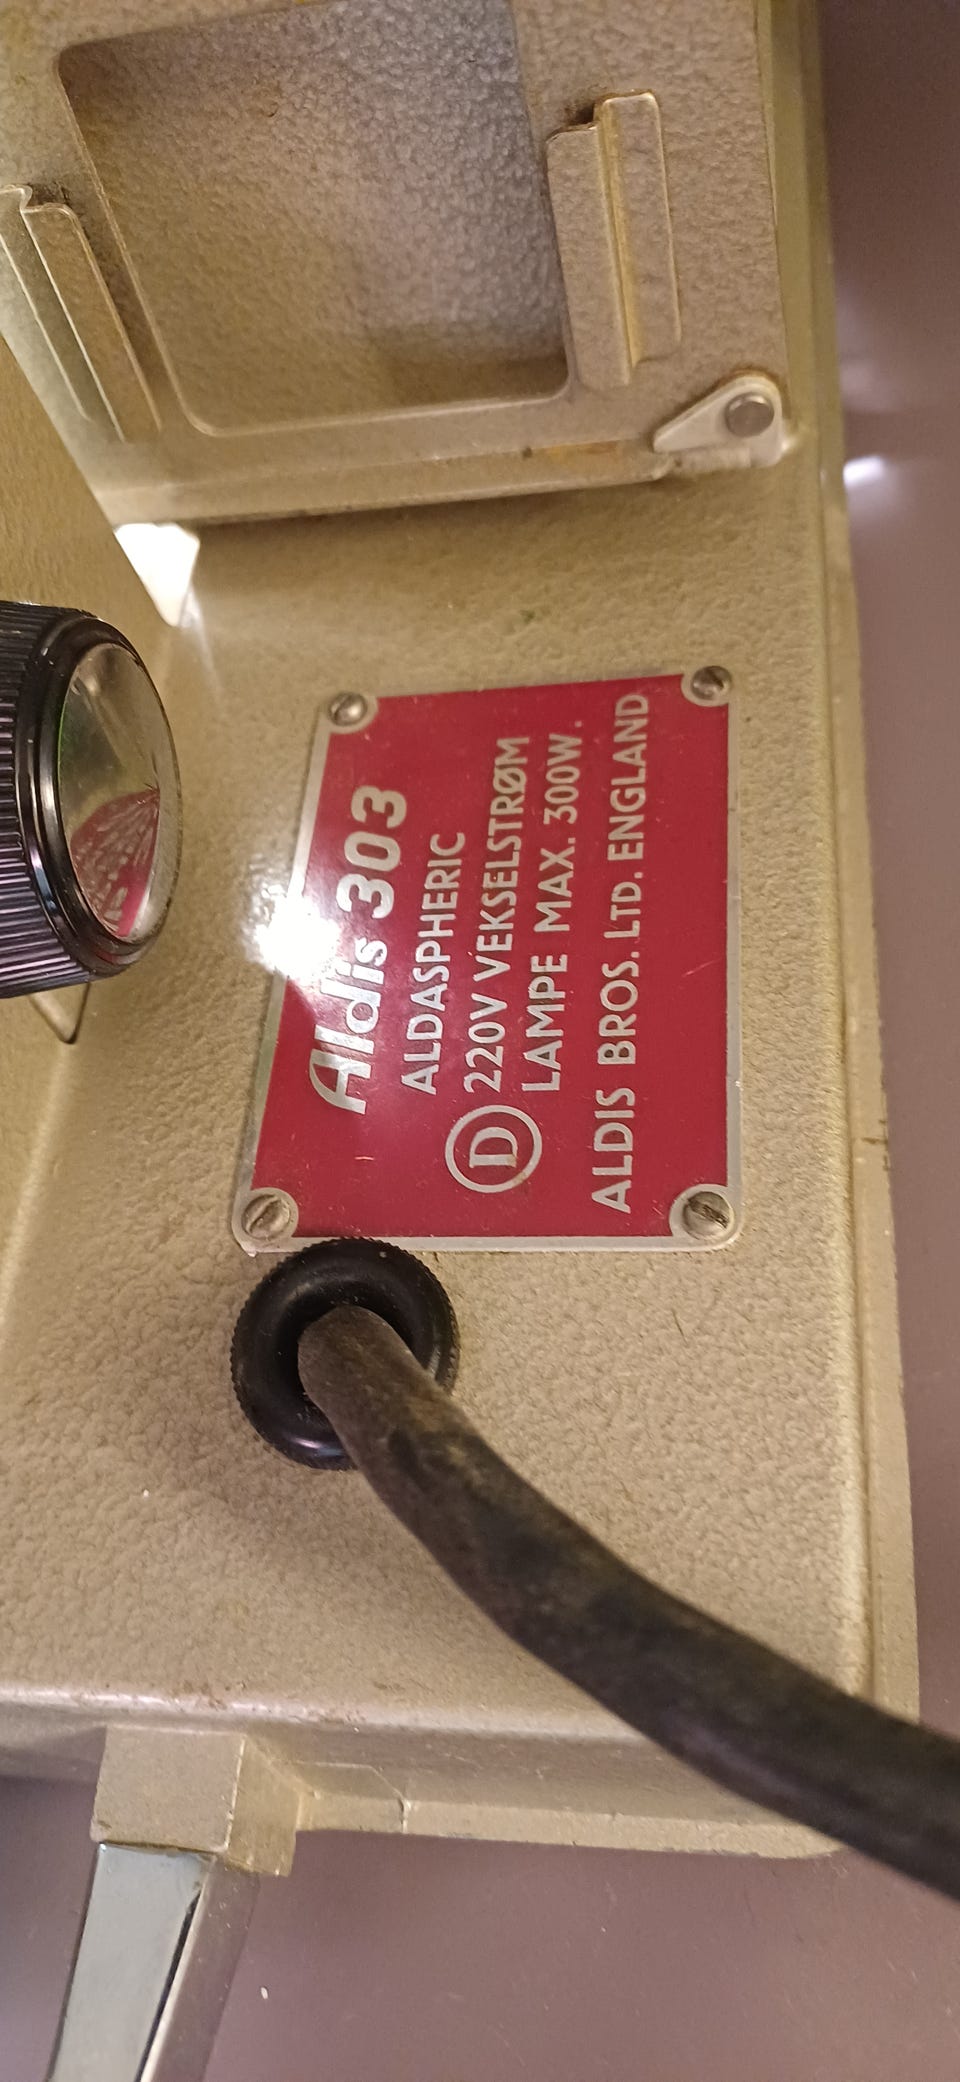 Aldis 303
ALDASPHERIC
D 220V VEKSELSTRØM
LAMPE MAX. 300W.
ALDIS BROS. LTD. ENGLAND